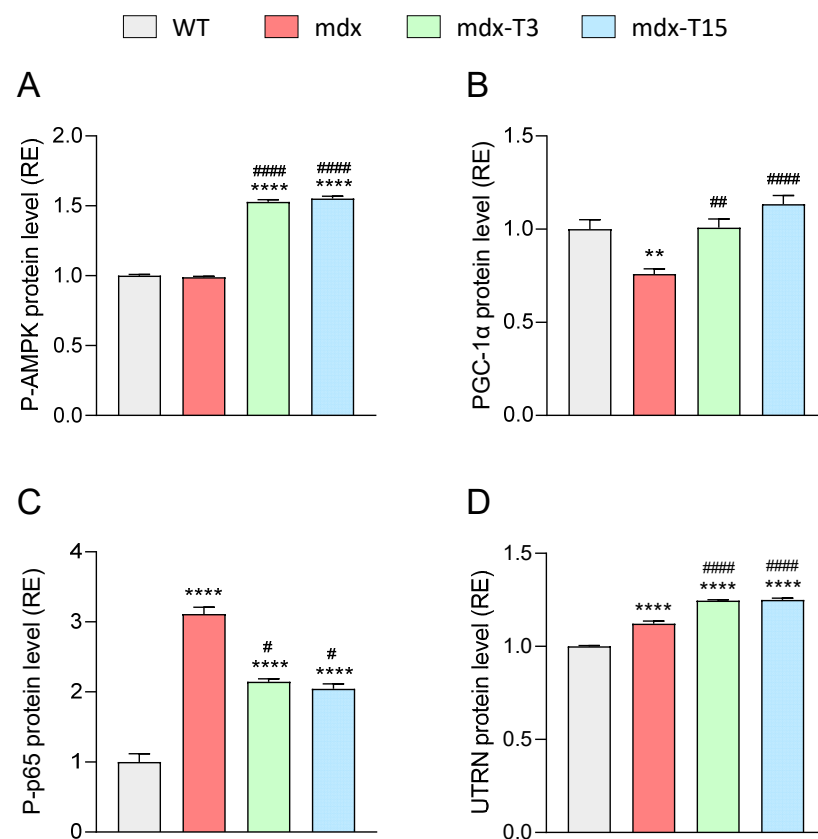 WT mdx mdx-T3 mdx-T15
A
P-AMPK protein level (RE)
2.0
1.5
1.0
0.5
0.0
#### ####
**** ****
B
PGC-1α protein level (RE)
1.5
1.0
0.5
0.0
**
##
####
C
P-p65 protein level (RE)
4
3
2
1
0
****
# #
**** ****
D
UTRN protein level (RE)
1.5
1.0
0.5
0.0
#### ####
**** **** ****